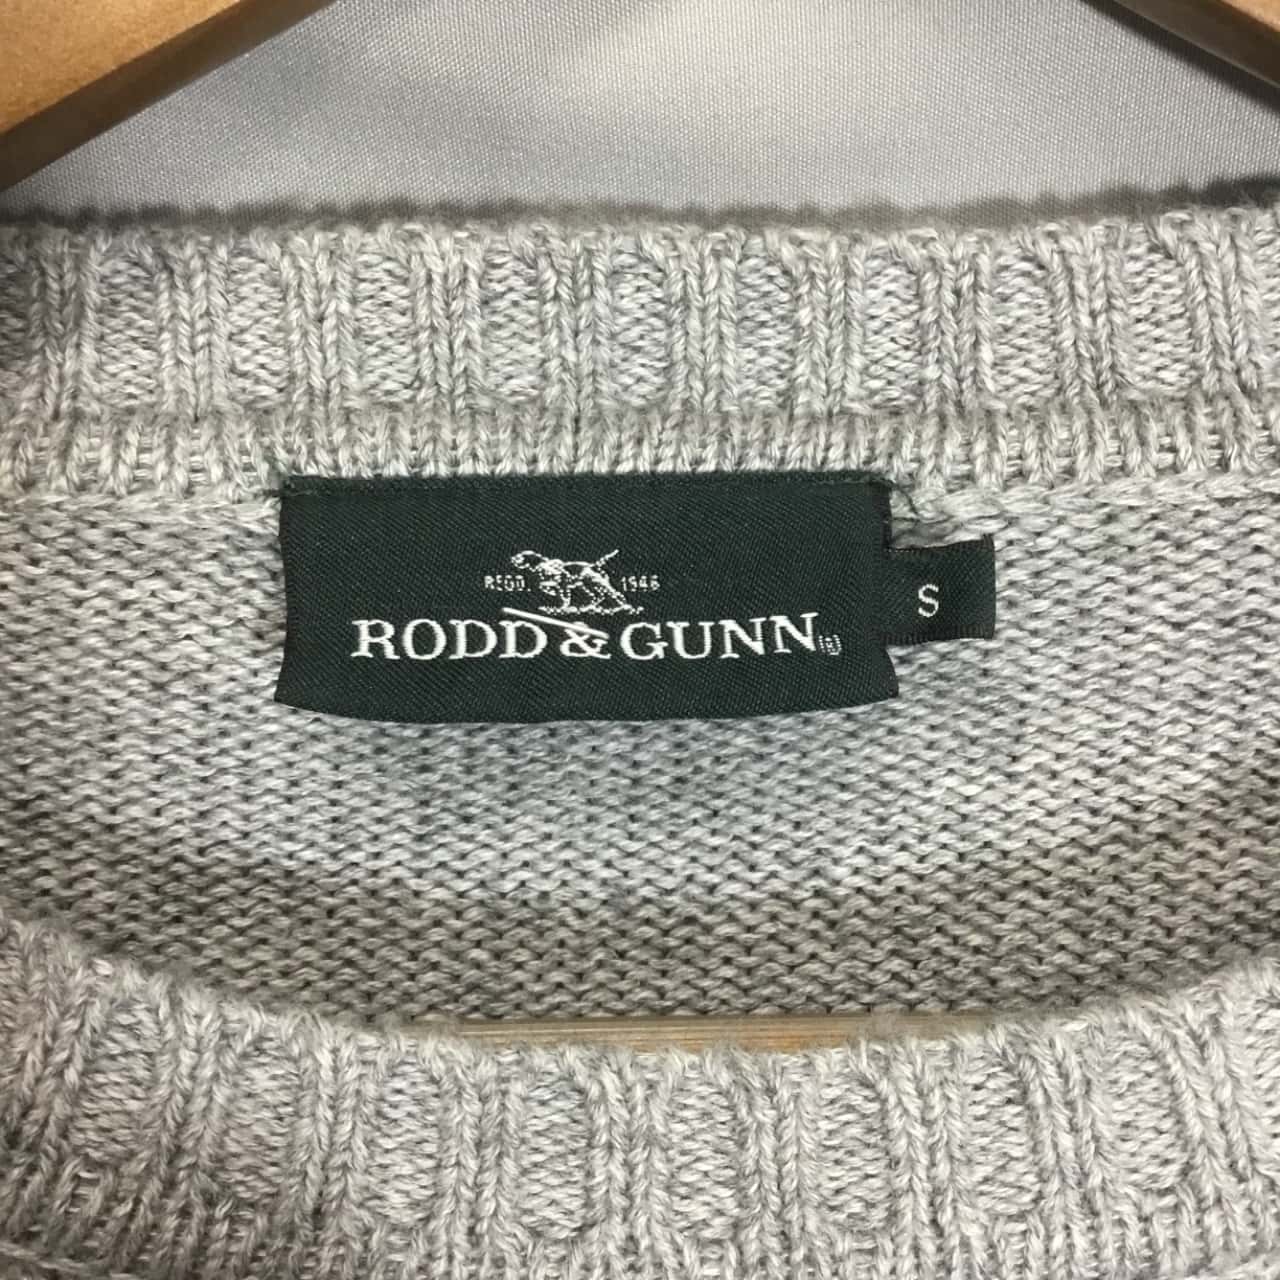 REGD. 1946
RODD & GUNN®
S